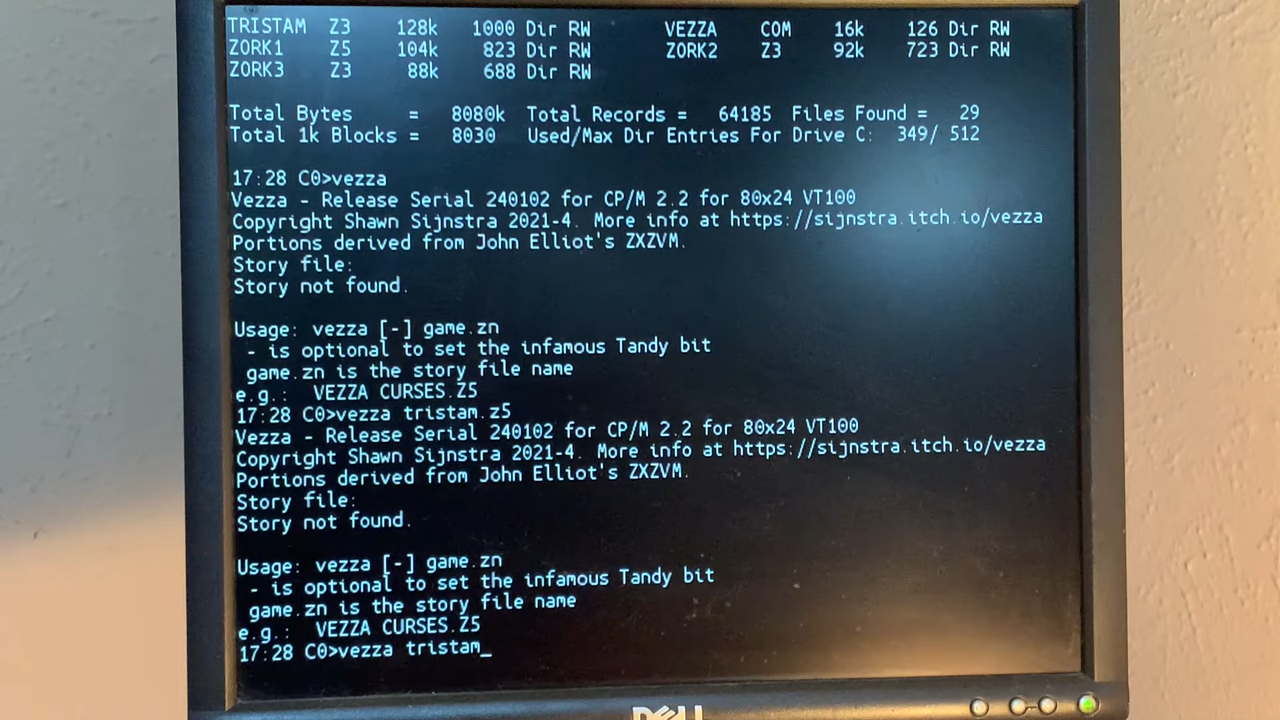 TRISTAM Z3 128k 1000 Dir RW VEZZA COM 16k 126 Dir RW
ZORK1 Z5 104k 823 Dir RW ZORK2 Z3 92k 723 Dir RW
ZORK3 Z3 88k 688 Dir RW
Total Bytes = 8080k Total Records = 64185 Files Found = 29
Total 1k Blocks = 8030 Used/Max Dir Entries For Drive C: 349/ 512
17:28 C0>vezza
Vezza - Release Serial 240102 for CP/M 2.2 for 80x24 VT100
Copyright Shawn Sijnstra 2021-4. More info at https://sijnstra.itch.io/vezza
Portions derived from John Elliot's ZXZVM.
Story file:
Story not found.
Usage: vezza [-] game.zn
- is optional to set the infamous Tandy bit
game.zn is the story file name
e.g.: VEZZA CURSES.Z5
17:28 C0>vezza tristam.z5
Vezza - Release Serial 240102 for CP/M 2.2 for 80x24 VT100
Copyright Shawn Sijnstra 2021-4. More info at https://sijnstra.itch.io/vezza
Portions derived from John Elliot's ZXZVM.
Story file:
Story not found.
Usage: vezza [-] game.zn
- is optional to set the infamous Tandy bit
game.zn is the story file name
e.g.: VEZZA CURSES.Z5
17:28 C0>vezza tristam_
DELL